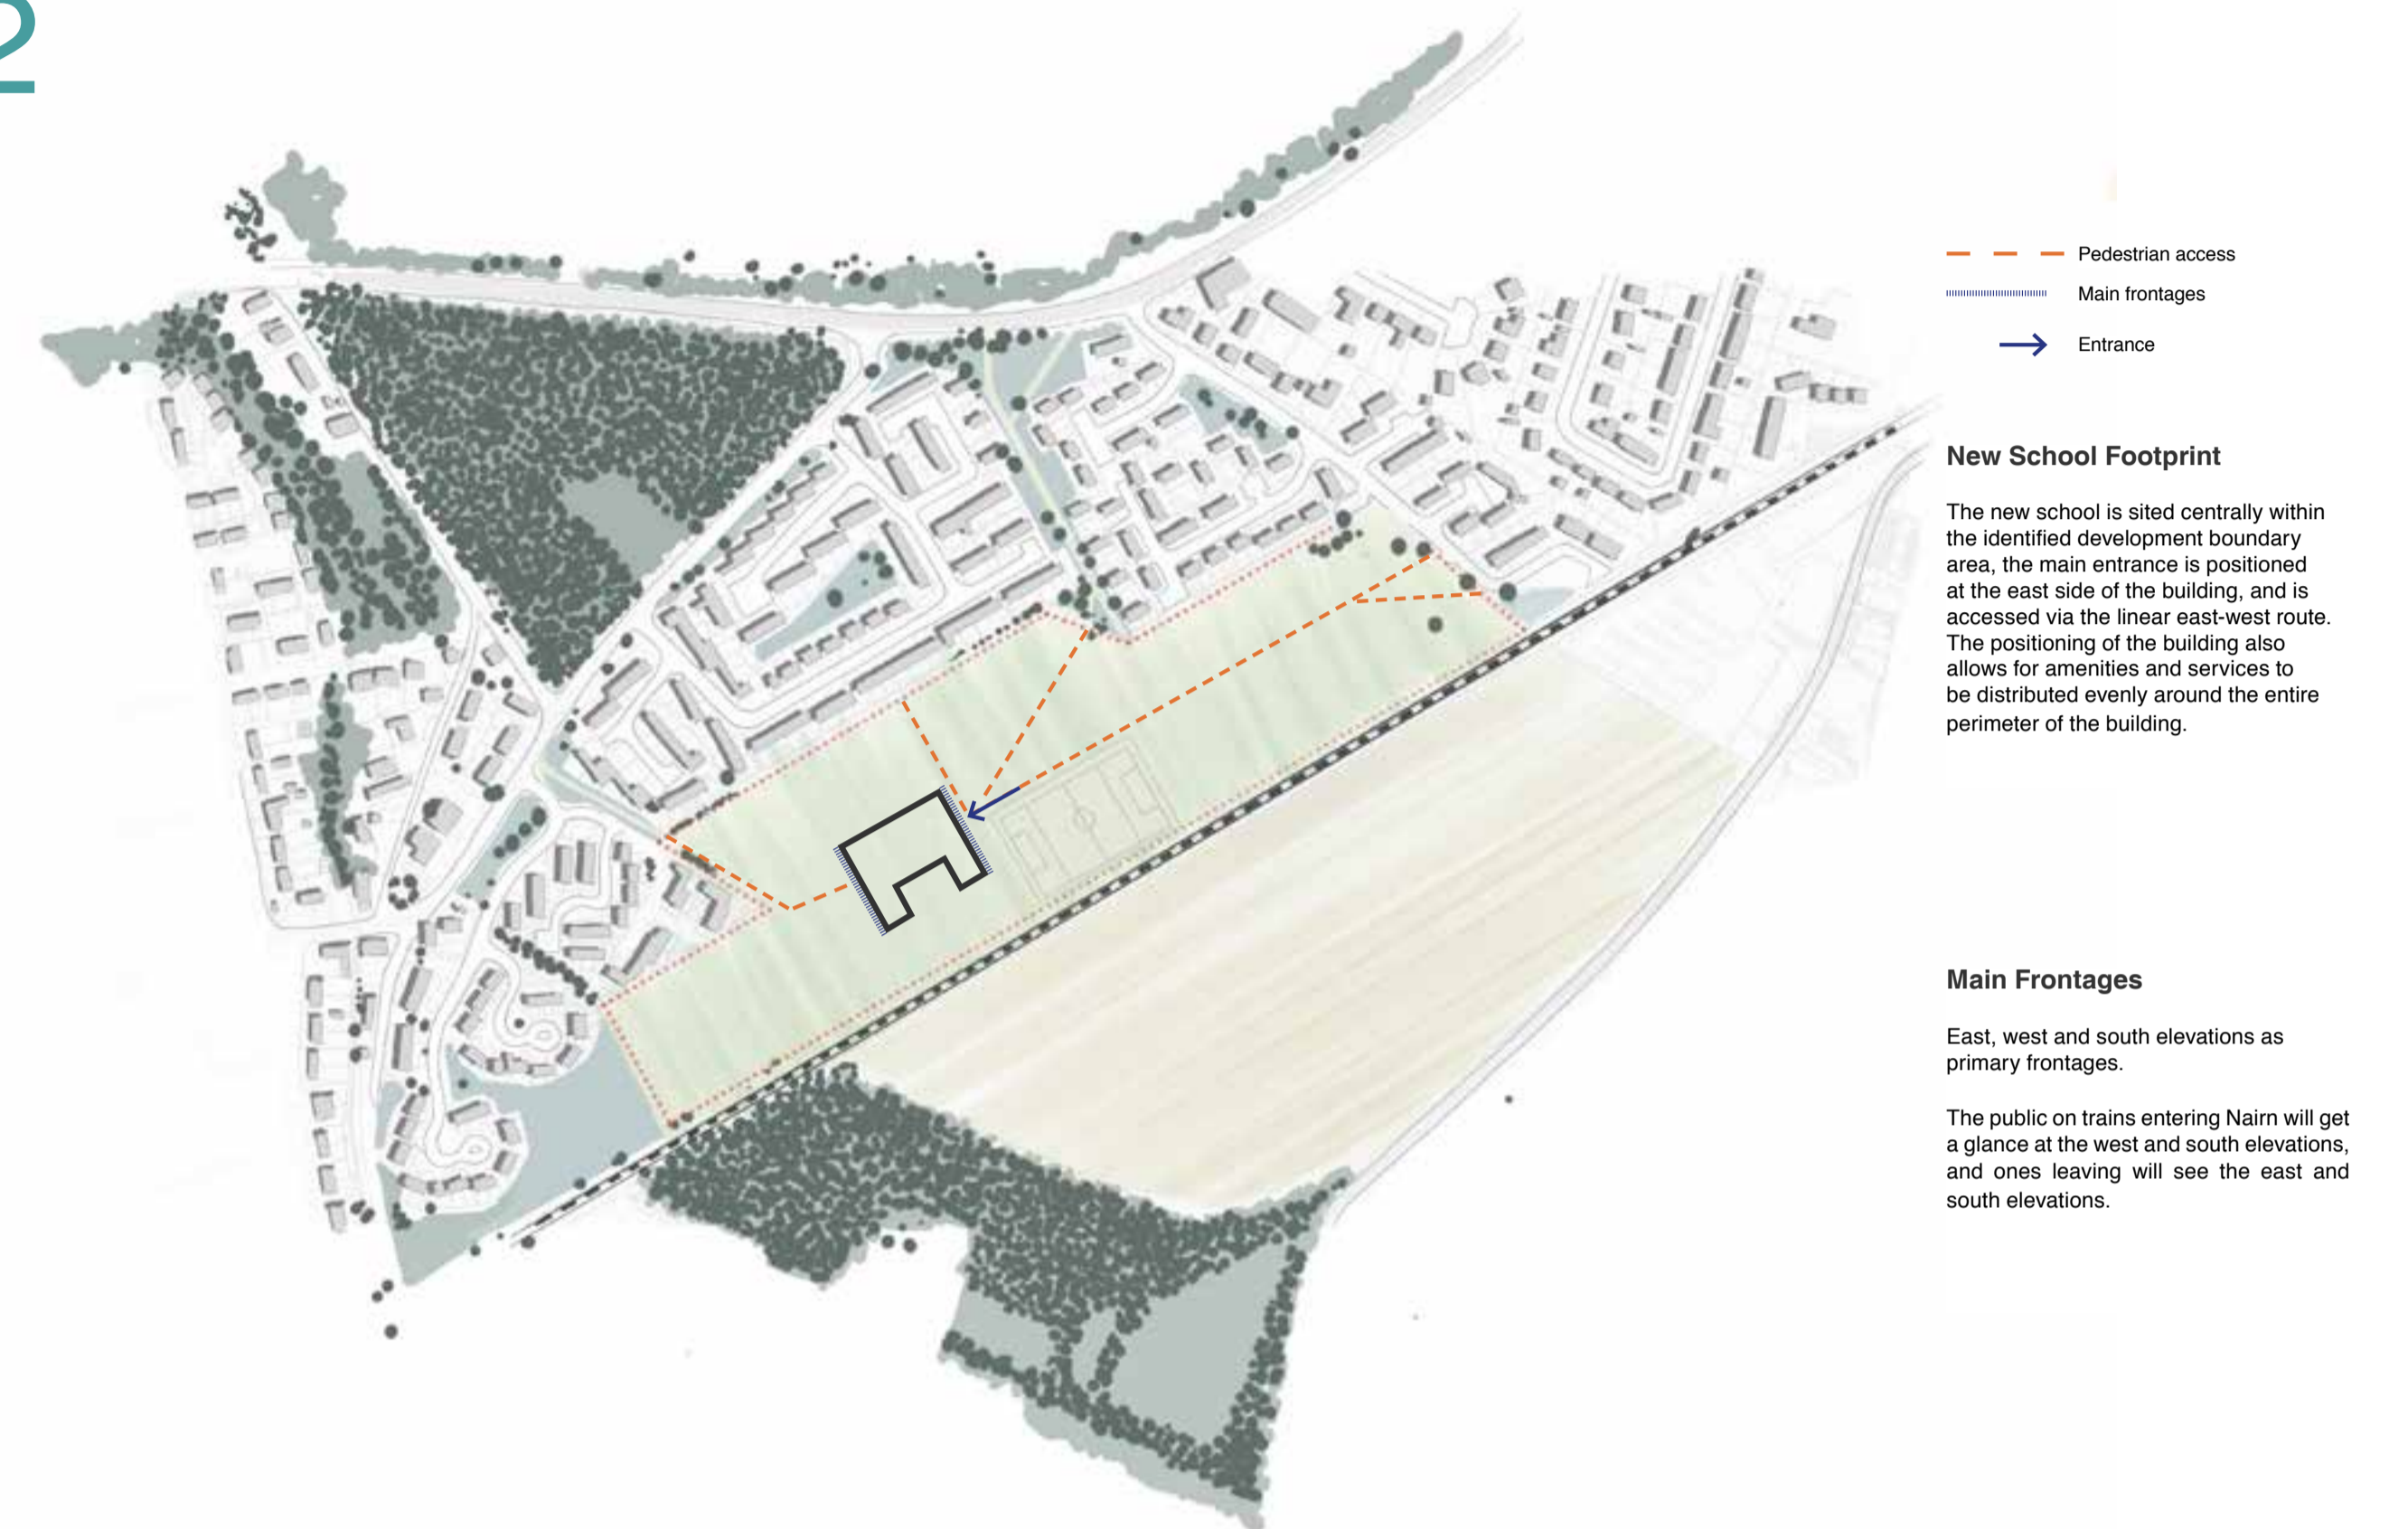 2
Pedestrian access
Main frontages
Entrance
New School Footprint
The new school is sited centrally within
the identified development boundary
area, the main entrance is positioned
at the east side of the building, and is
accessed via the linear east-west route.
The positioning of the building also
allows for amenities and services to
be distributed evenly around the entire
perimeter of the building.
Main Frontages
East, west and south elevations as
primary frontages.
The public on trains entering Nairn will get
a glance at the west and south elevations,
and ones leaving will see the east and
south elevations.